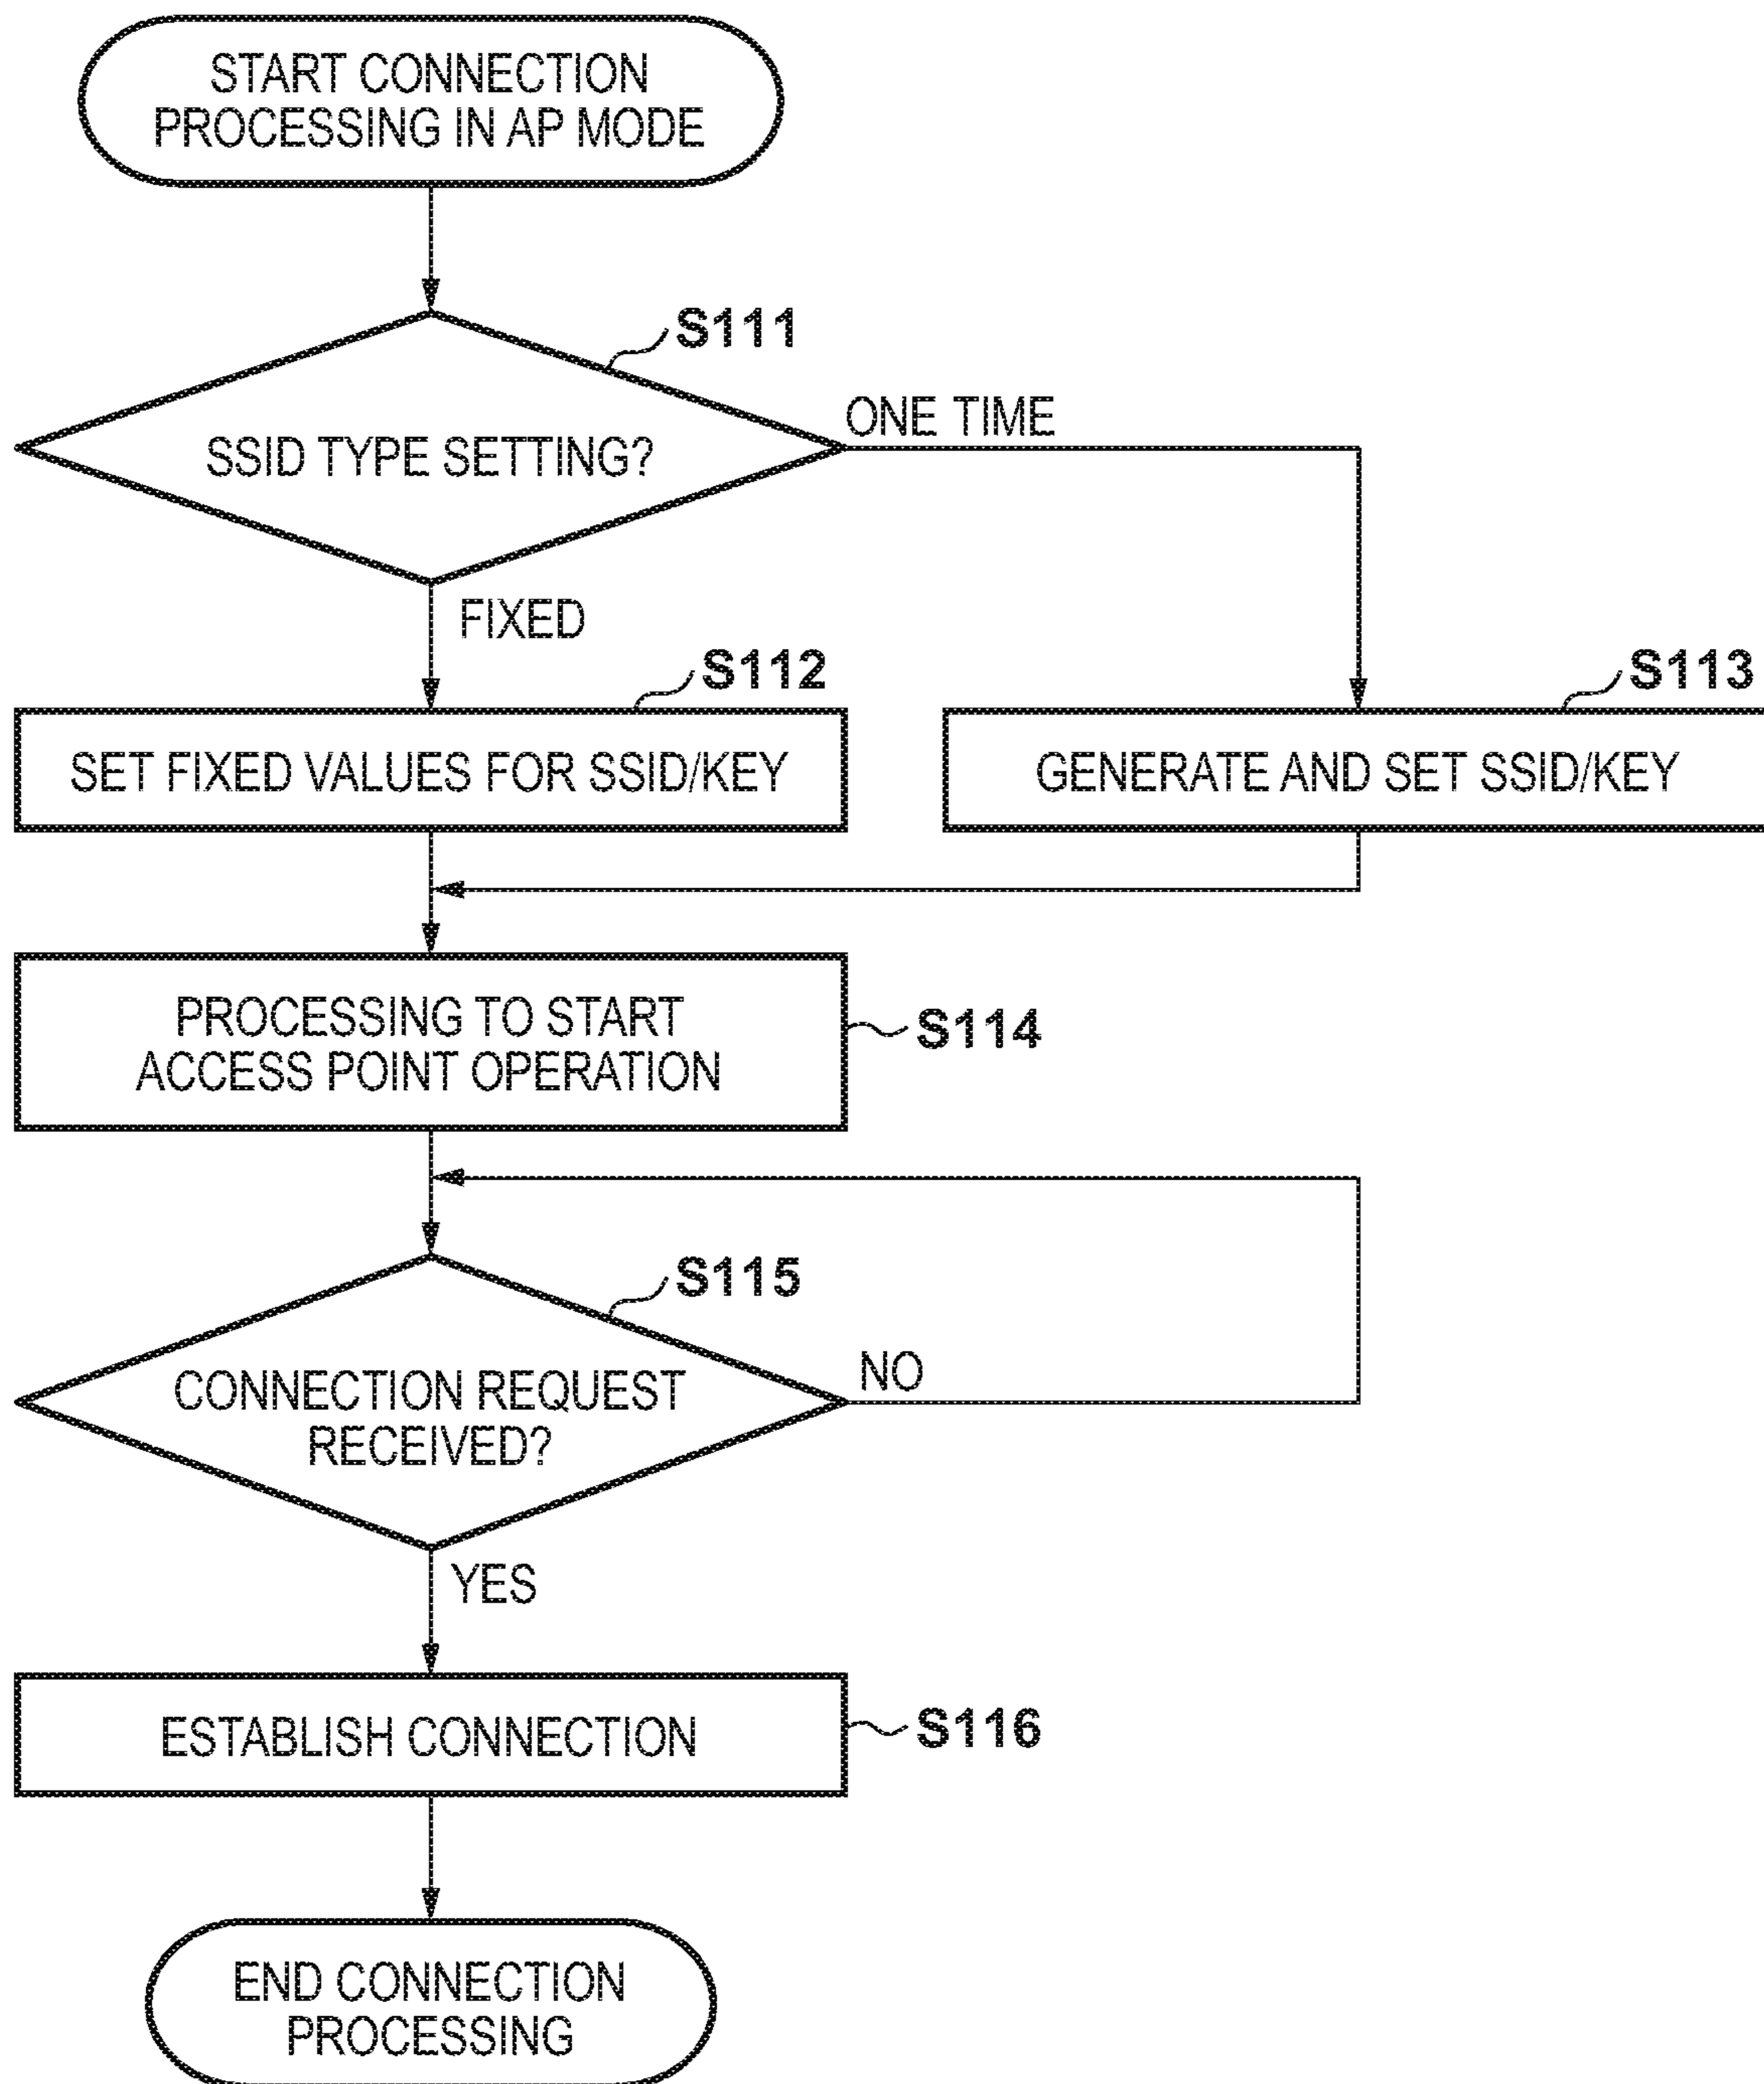 START CONNECTION
PROCESSING IN AP MODE
S111
SSID TYPE SETTING?
ONE TIME
FIXED
S112
SET FIXED VALUES FOR SSID/KEY
S113
GENERATE AND SET SSID/KEY
PROCESSING TO START
ACCESS POINT OPERATION
S114
S115
CONNECTION REQUEST
RECEIVED?
NO
YES
ESTABLISH CONNECTION
S116
END CONNECTION
PROCESSING